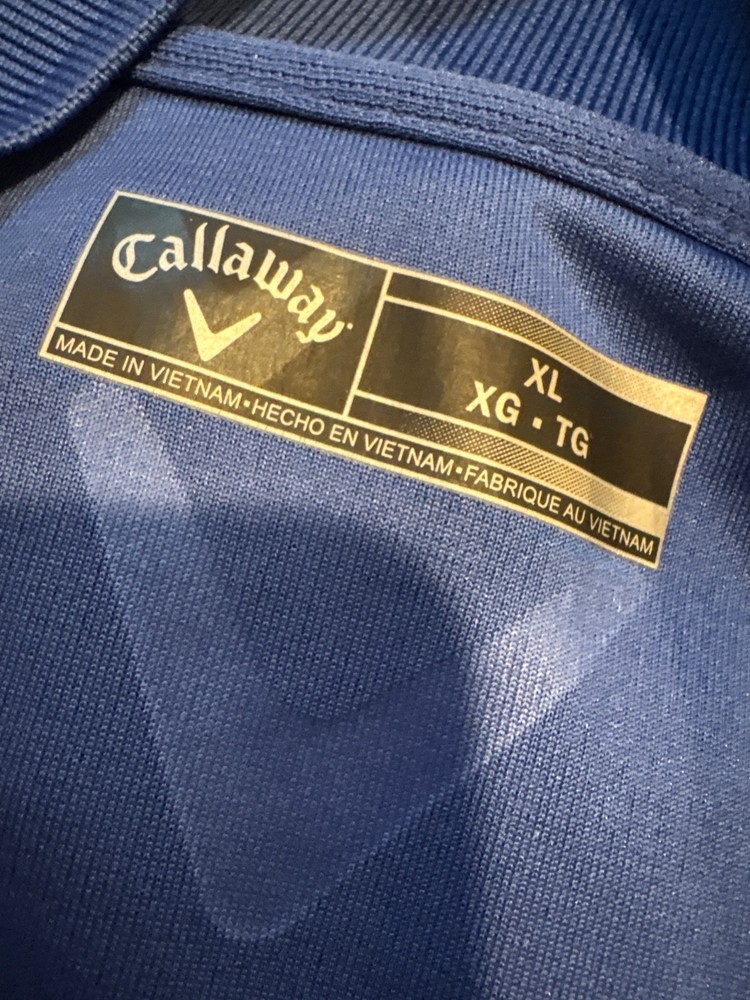 Callaway
XL
XG • TG
MADE IN VIETNAM•HECHO EN VIETNAM•FABRIQUE AU VIETNAM